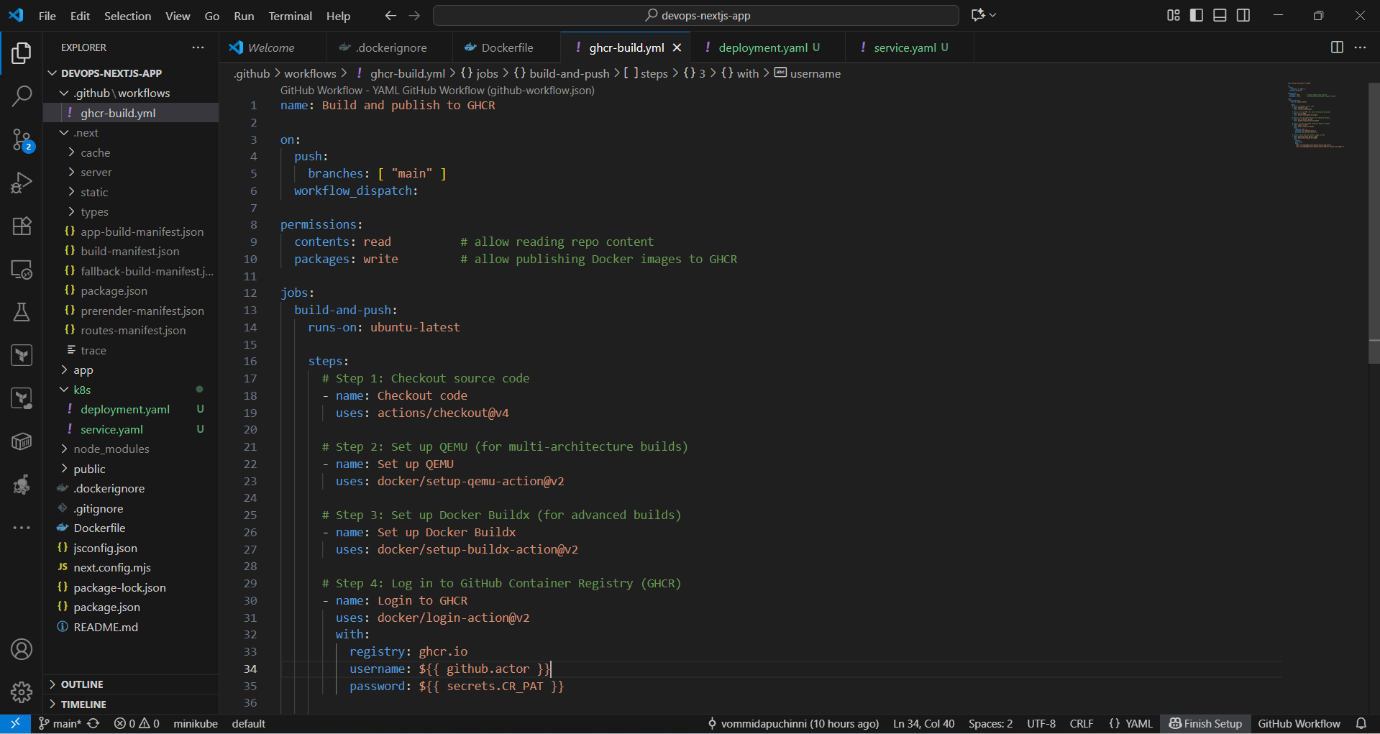 File Edit Selection View Go Run Terminal Help
devops-nextjs-app
EXPLORER
DEVOPS-NEXTJS-APP
.github\workflows
ghcr-build.yml
.next
cache
server
static
types
app-build-manifest.json
build-manifest.json
fallback-build-manifest.j...
package.json
prerender-manifest.json
routes-manifest.json
trace
app
k8s
deployment.yaml U
service.yaml U
node_modules
public
.dockerignore
.gitignore
Dockerfile
jsconfig.json
next.config.mjs
package-lock.json
package.json
README.md
OUTLINE
TIMELINE
Welcome .dockerignore Dockerfile ghcr-build.yml deployment.yaml U service.yaml U
.github > workflows > ! ghcr-build.yml > {} jobs > {} build-and-push > [ ] steps > {} 3 > {} with > username
GitHub Workflow - YAML GitHub Workflow (github-workflow.json)
1 name: Build and publish to GHCR
2
3 on:
4 push:
5 branches: [ "main" ]
6 workflow_dispatch:
7
8 permissions:
9 contents: read # allow reading repo content
10 packages: write # allow publishing Docker images to GHCR
11
12 jobs:
13 build-and-push:
14 runs-on: ubuntu-latest
15
16 steps:
17 # Step 1: Checkout source code
18 - name: Checkout code
19 uses: actions/checkout@v4
20
21 # Step 2: Set up QEMU (for multi-architecture builds)
22 - name: Set up QEMU
23 uses: docker/setup-qemu-action@v2
24
25 # Step 3: Set up Docker Buildx (for advanced builds)
26 - name: Set up Docker Buildx
27 uses: docker/setup-buildx-action@v2
28
29 # Step 4: Log in to GitHub Container Registry (GHCR)
30 - name: Login to GHCR
31 uses: docker/login-action@v2
32 with:
33 registry: ghcr.io
34 username: ${{ github.actor }}
35 password: ${{ secrets.CR_PAT }}
36
2
main* 0 0 minikube default vommidapuchinni (10 hours ago) Ln 34, Col 40 Spaces: 2 UTF-8 CRLF {} YAML Finish Setup GitHub Workflow